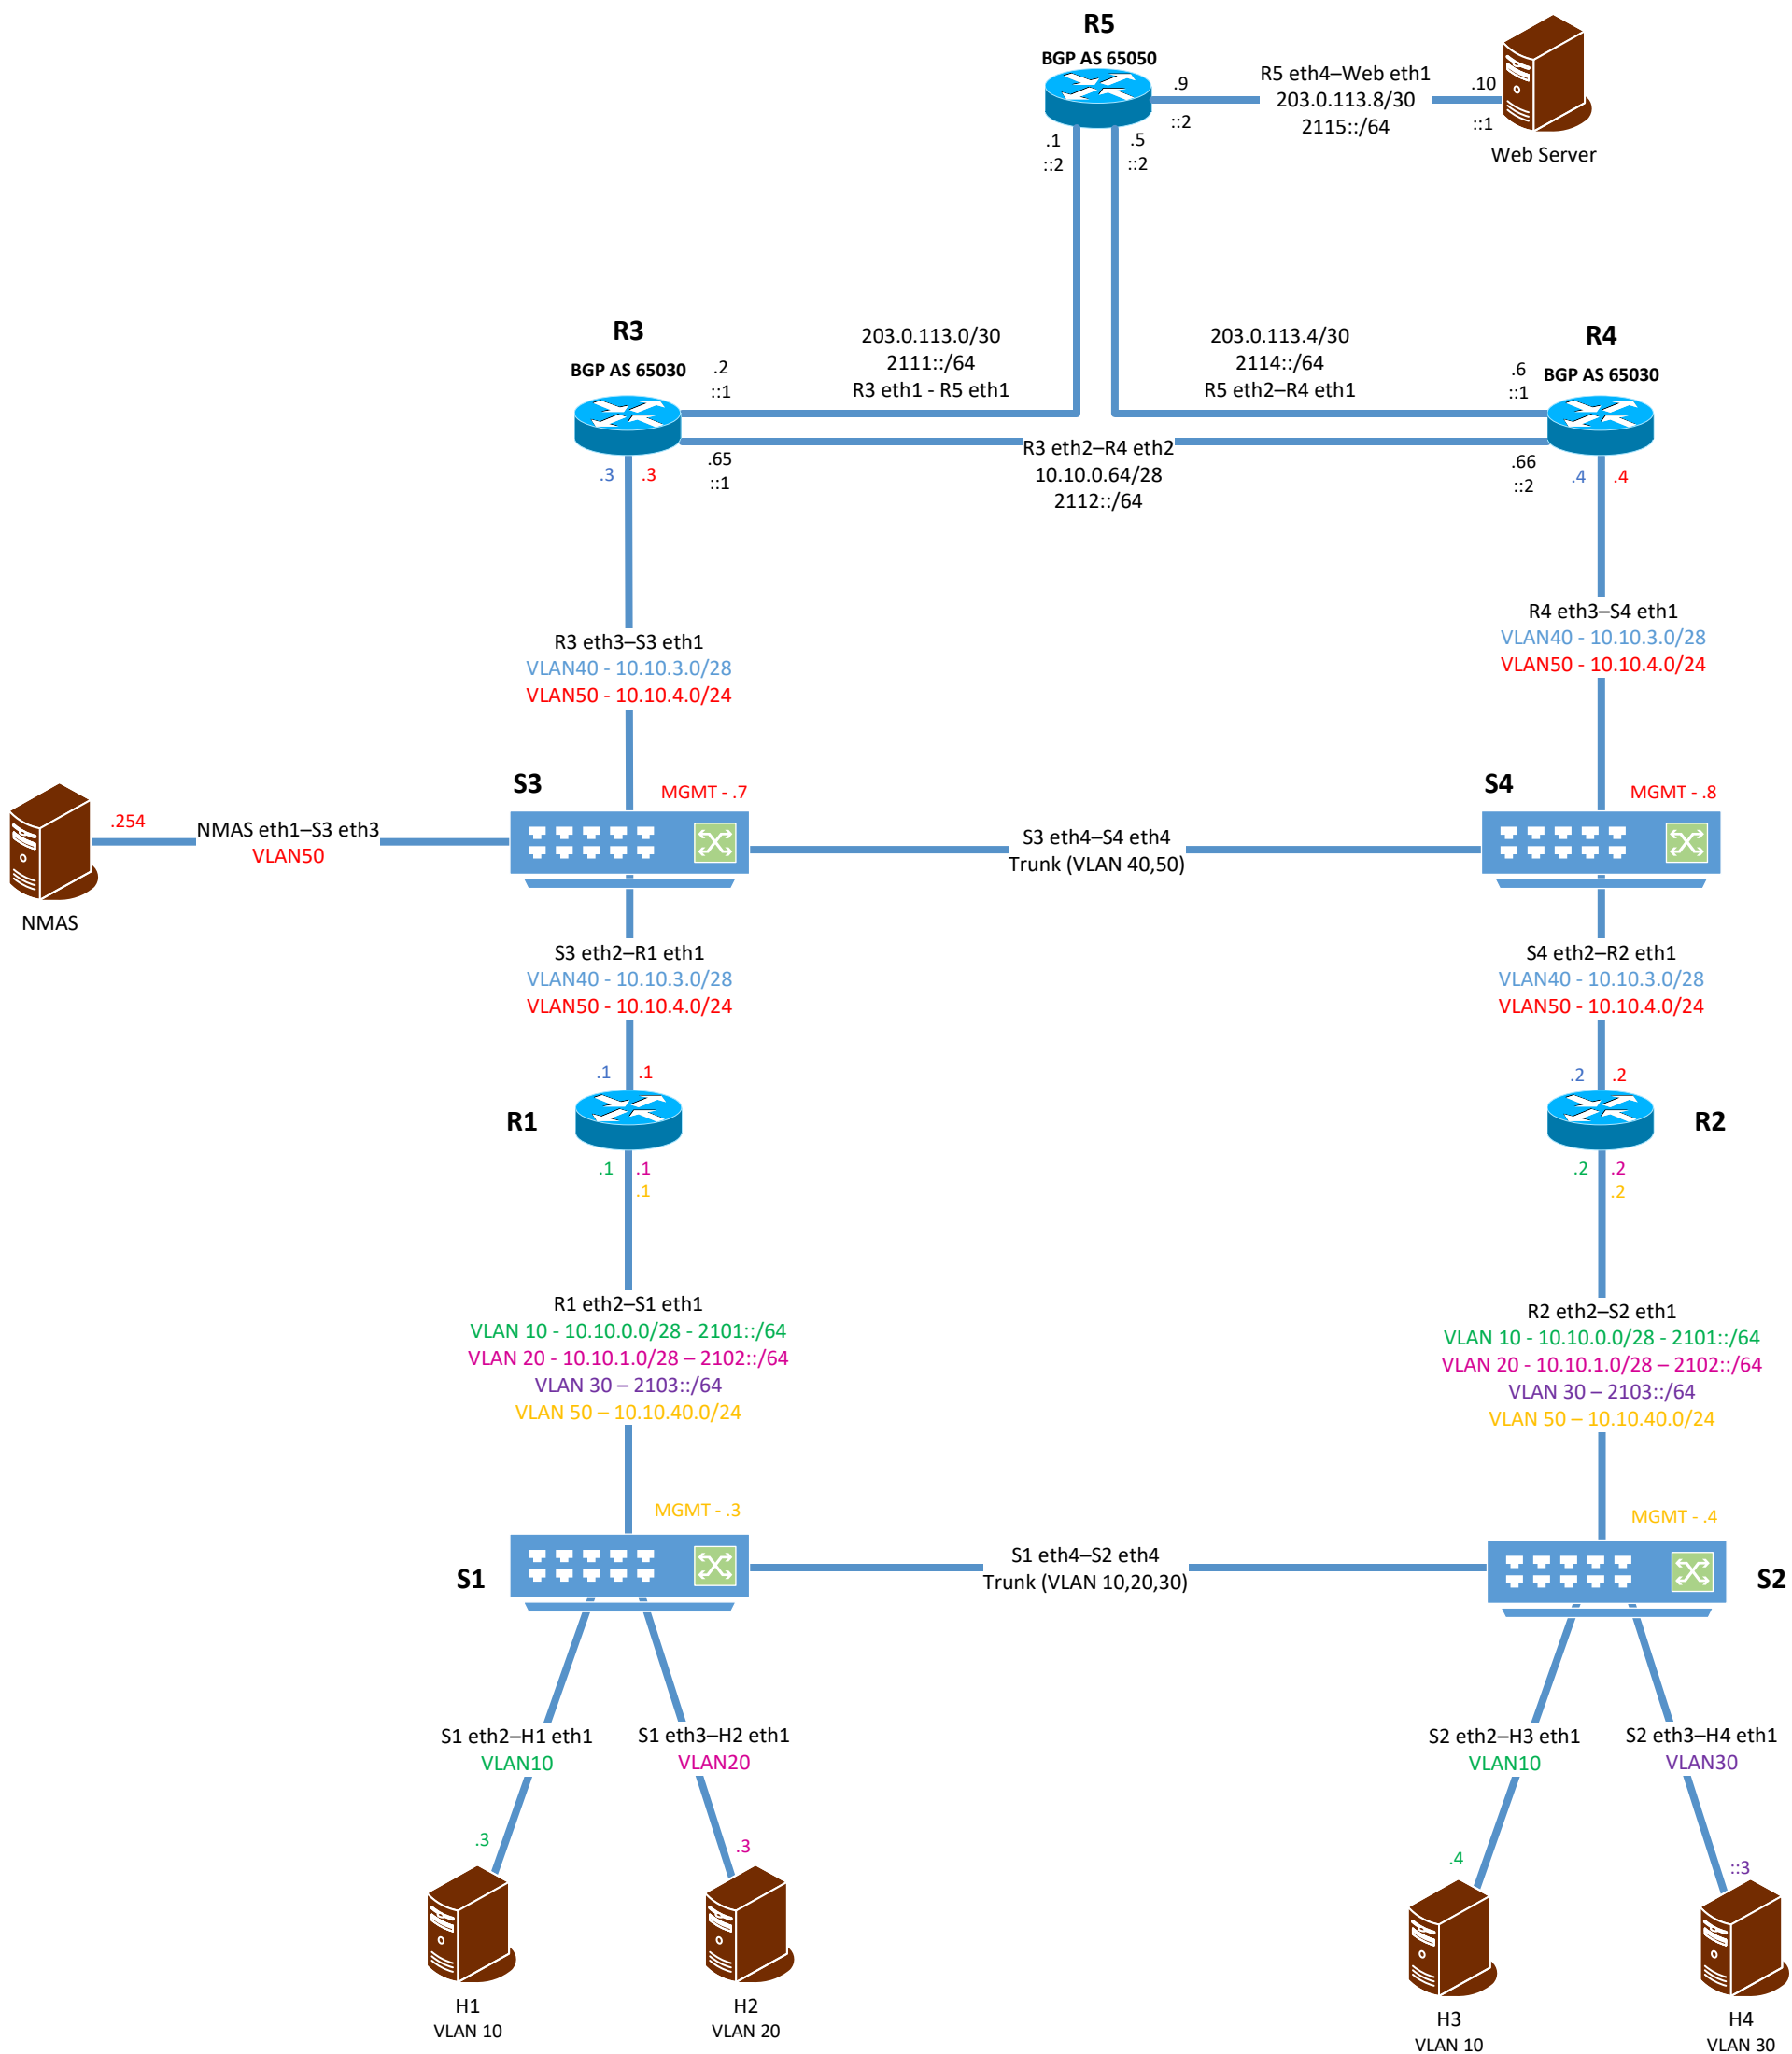 R5
BGP AS 65050
.9
::2
R5 eth4–Web eth1
203.0.113.8/30
2115::/64
.10
::1
Web Server
.1
::2
.5
::2
R3
BGP AS 65030
.2
::1
203.0.113.0/30
2111::/64
R3 eth1 - R5 eth1
203.0.113.4/30
2114::/64
R5 eth2–R4 eth1
.6
::1
R4
BGP AS 65030
.3
.3
.65
::1
R3 eth2–R4 eth2
10.10.0.64/28
2112::/64
.66
::2
.4
.4
R3 eth3–S3 eth1
VLAN40 - 10.10.3.0/28
VLAN50 - 10.10.4.0/24
R4 eth3–S4 eth1
VLAN40 - 10.10.3.0/28
VLAN50 - 10.10.4.0/24
S3
MGMT - .7
S4
MGMT - .8
.254
NMAS eth1–S3 eth3
VLAN50
NMAS
S3 eth4–S4 eth4
Trunk (VLAN 40,50)
S3 eth2–R1 eth1
VLAN40 - 10.10.3.0/28
VLAN50 - 10.10.4.0/24
S4 eth2–R2 eth1
VLAN40 - 10.10.3.0/28
VLAN50 - 10.10.4.0/24
.1
.1
R1
.1
.1
.1
.2
.2
R2
.2
.2
.2
R1 eth2–S1 eth1
VLAN 10 - 10.10.0.0/28 - 2101::/64
VLAN 20 - 10.10.1.0/28 – 2102::/64
VLAN 30 – 2103::/64
VLAN 50 – 10.10.40.0/24
R2 eth2–S2 eth1
VLAN 10 - 10.10.0.0/28 - 2101::/64
VLAN 20 - 10.10.1.0/28 – 2102::/64
VLAN 30 – 2103::/64
VLAN 50 – 10.10.40.0/24
MGMT - .3
S1
S1 eth4–S2 eth4
Trunk (VLAN 10,20,30)
MGMT - .4
S2
S1 eth2–H1 eth1
VLAN10
S1 eth3–H2 eth1
VLAN20
S2 eth2–H3 eth1
VLAN10
S2 eth3–H4 eth1
VLAN30
.3
.3
.4
::3
H1
VLAN 10
H2
VLAN 20
H3
VLAN 10
H4
VLAN 30